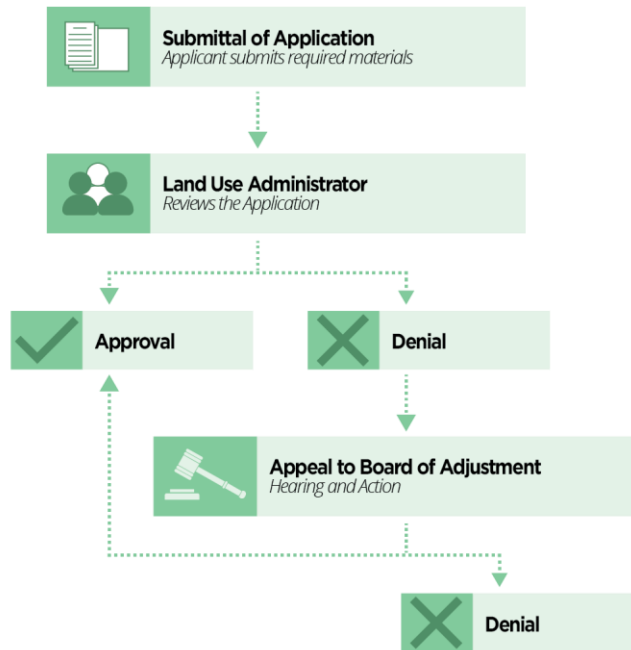 Submittal of Application
Applicant submits required materials
Land Use Administrator
Reviews the Application
Approval
Denial
Appeal to Board of Adjustment
Hearing and Action
Denial